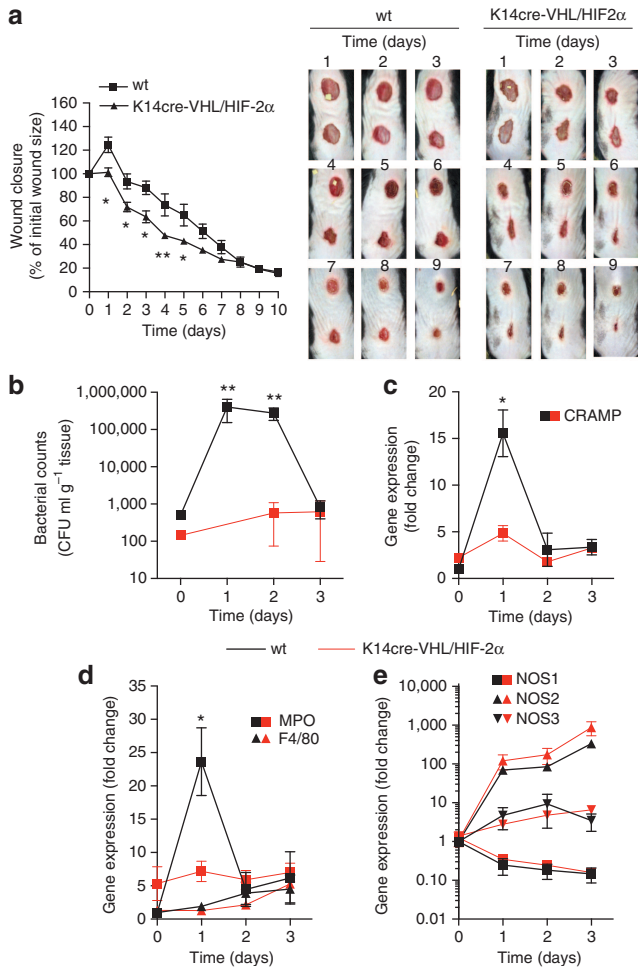 a
wt
K14cre-VHL/HIF2α
Time (days)
Time (days)
1 2 3
1 2 3
4 5 6
4 5 6
7 8 9
7 8 9
wt
K14cre-VHL/HIF-2α
Wound closure
(% of initial wound size)
160
140
120
100
80
60
40
20
0
*
*
*
**
*
0 1 2 3 4 5 6 7 8 9 10
Time (days)
b
Bacterial counts
(CFU ml g⁻¹ tissue)
1,000,000
100,000
10,000
1,000
100
10
**
**
0 1 2 3
Time (days)
c
Gene expression
(fold change)
20
15
10
5
0
*
CRAMP
0 1 2 3
Time (days)
wt
K14cre-VHL/HIF-2α
d
Gene expression (fold change)
35
30
25
20
15
10
5
0
*
MPO
F4/80
0 1 2 3
Time (days)
e
Gene expression (fold change)
10,000
1,000
100
10
1
0.10
0.01
NOS1
NOS2
NOS3
0 1 2 3
Time (days)